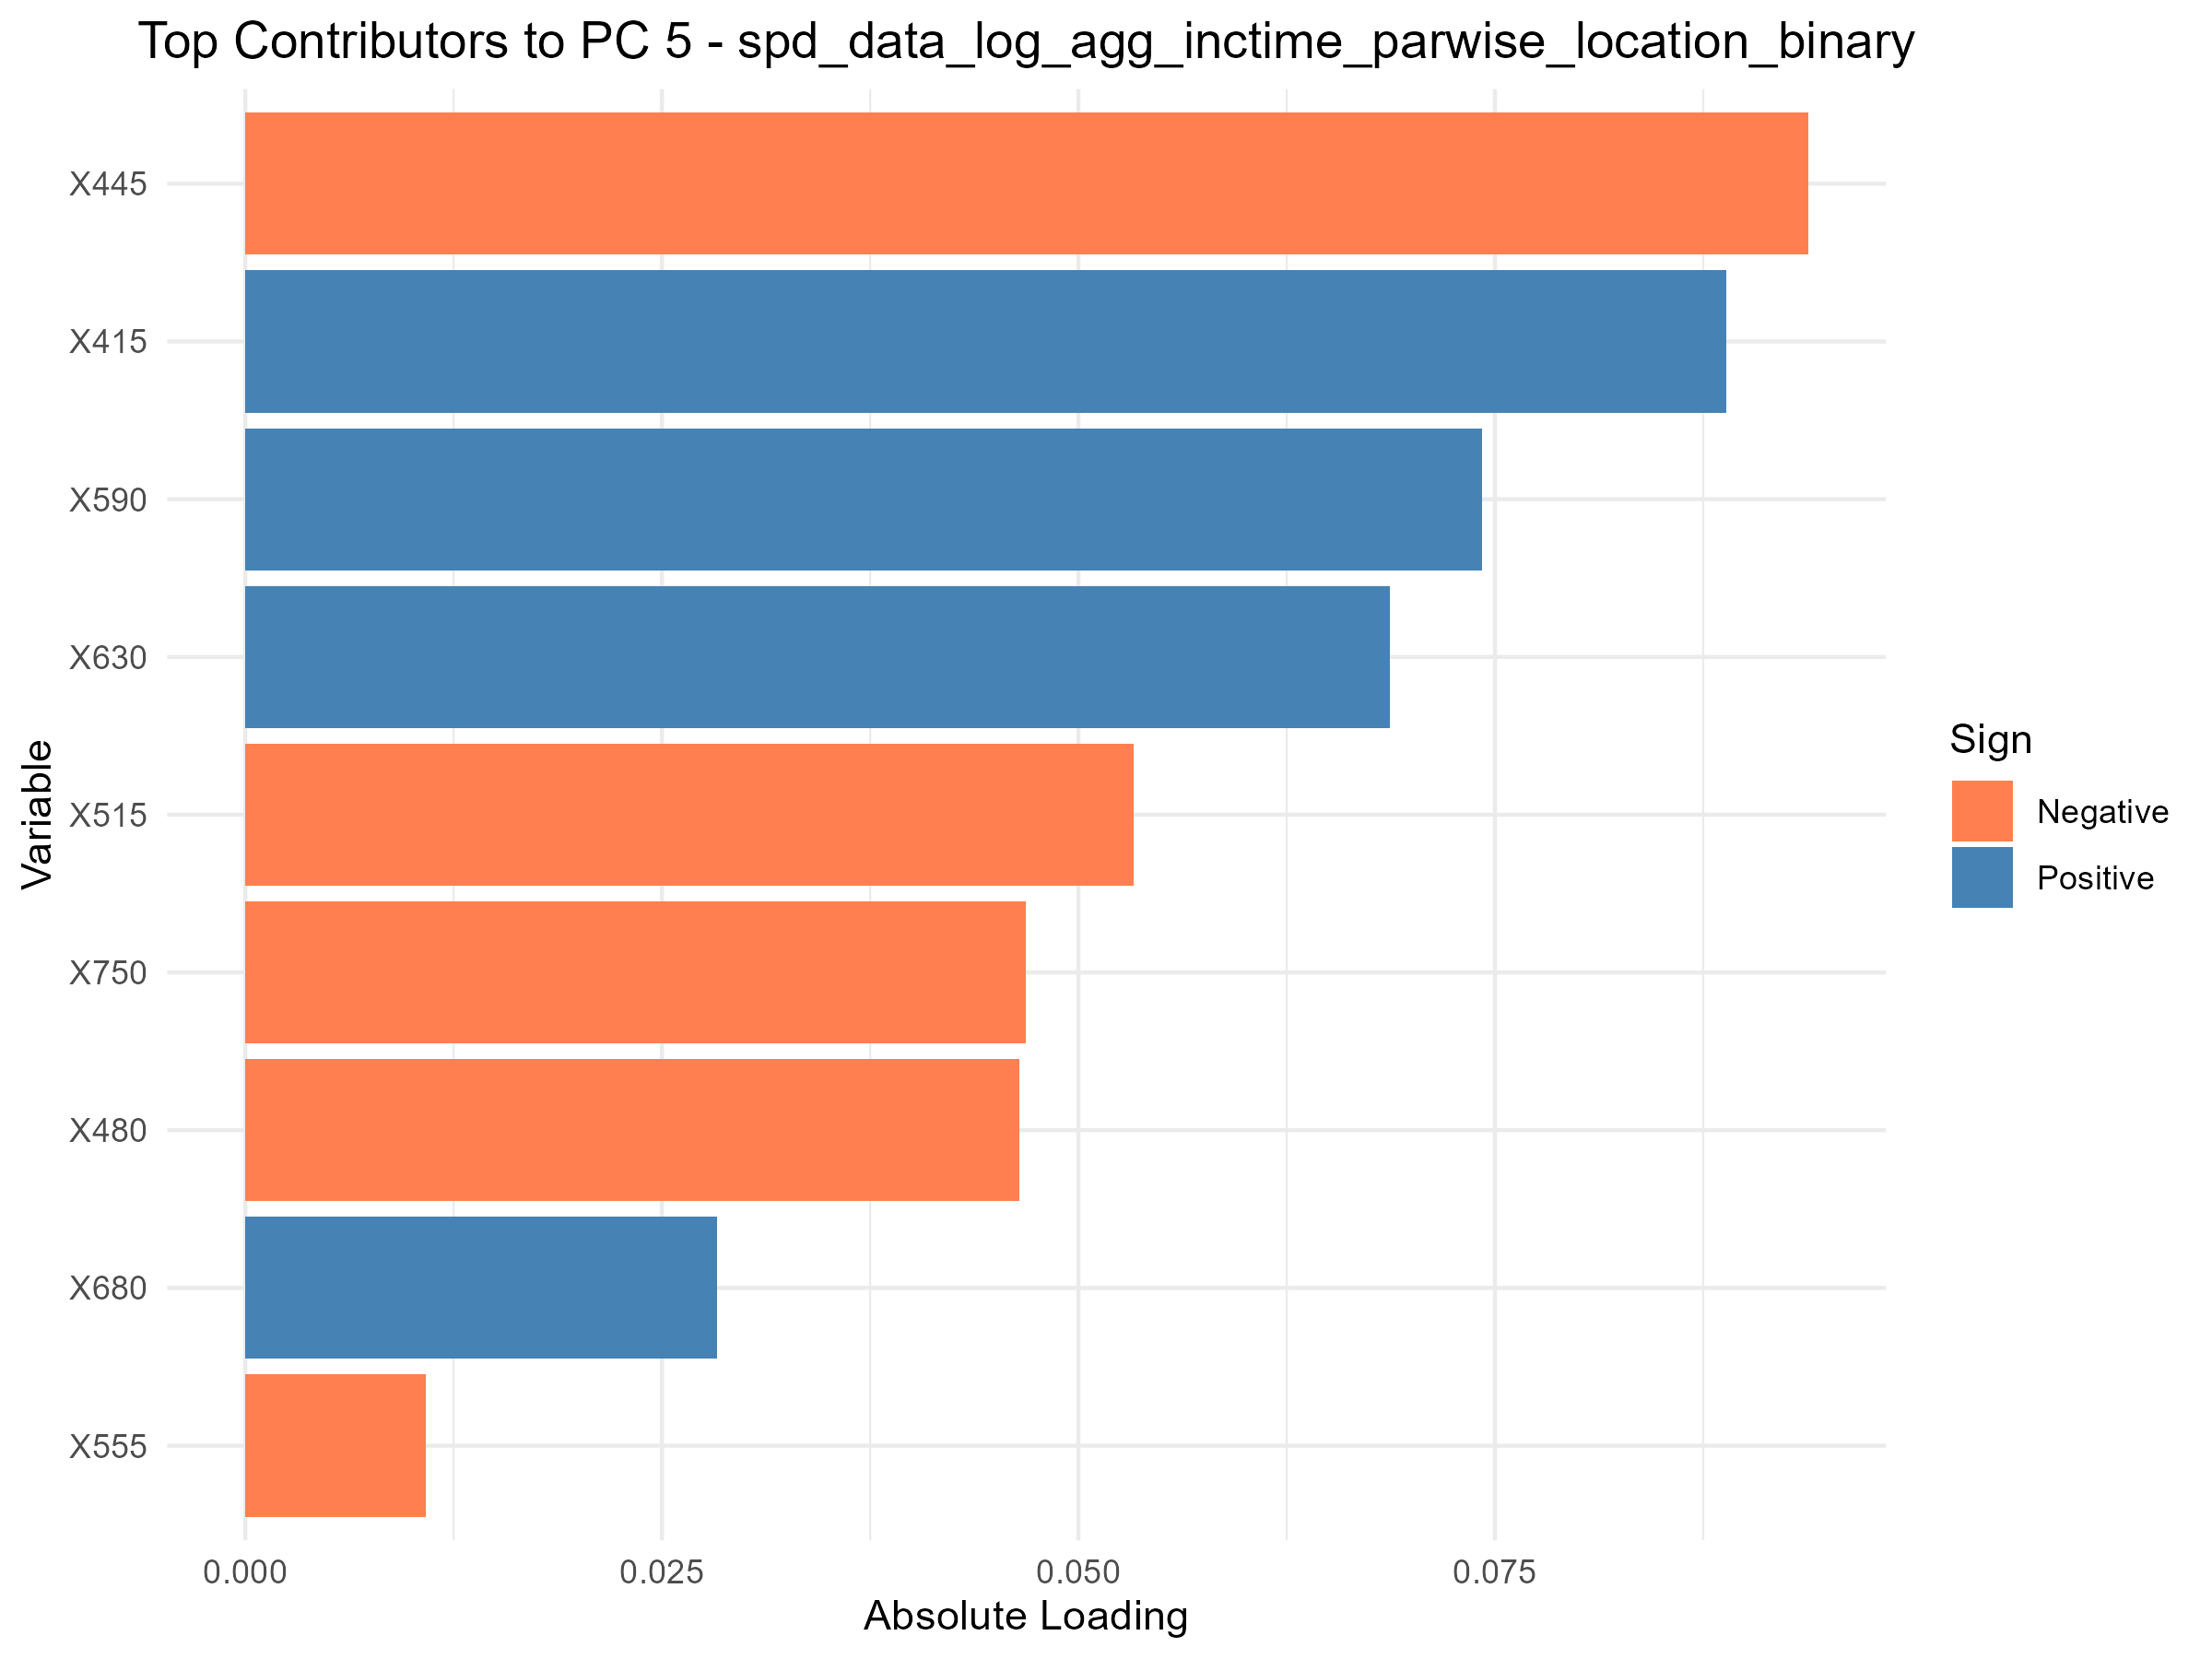 Top Contributors to PC 5 - spd_data_log_agg_inctime_parwise_location_binary
Variable
X445
X415
X590
X630
X515
X750
X480
X680
X555
0.000 0.025 0.050 0.075
Absolute Loading
Sign
Negative
Positive